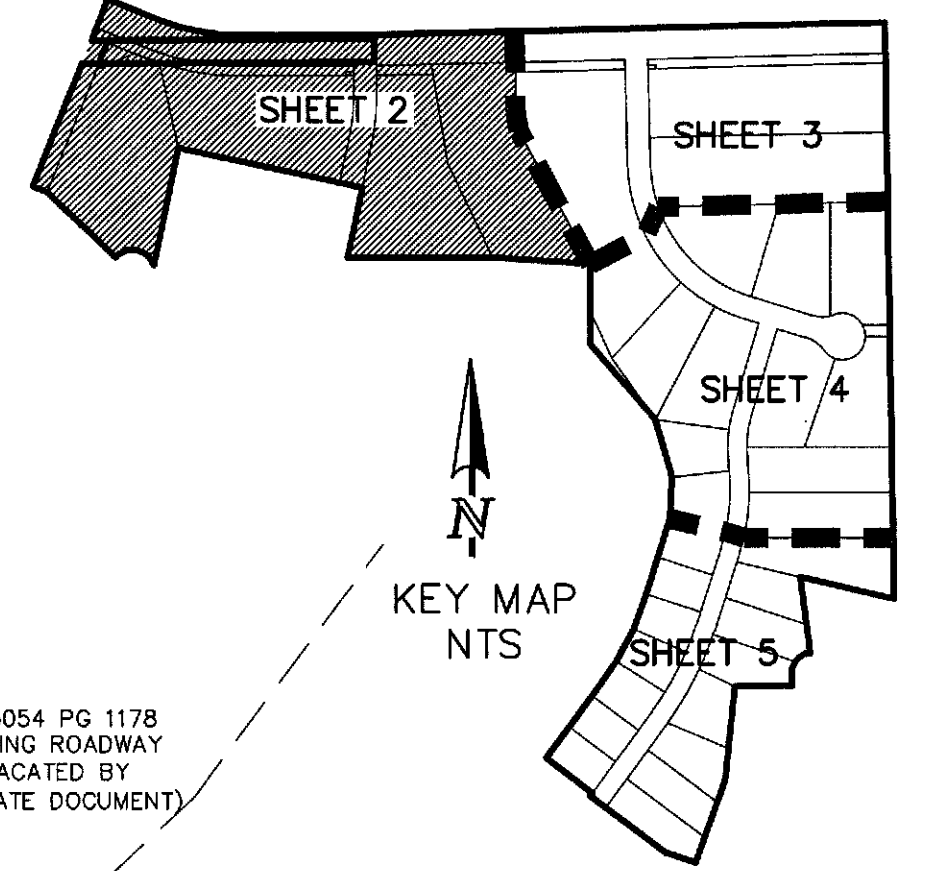 SHEET 2
SHEET 3
SHEET 4
N
KEY MAP
NTS
SHEET 5
054 PG 1178
ING ROADWAY
ACATED BY
ATE DOCUMENT)